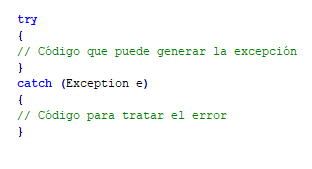 try
{
// Código que puede generar la excepción
}
catch (Exception e)
{
// Código para tratar el error
}